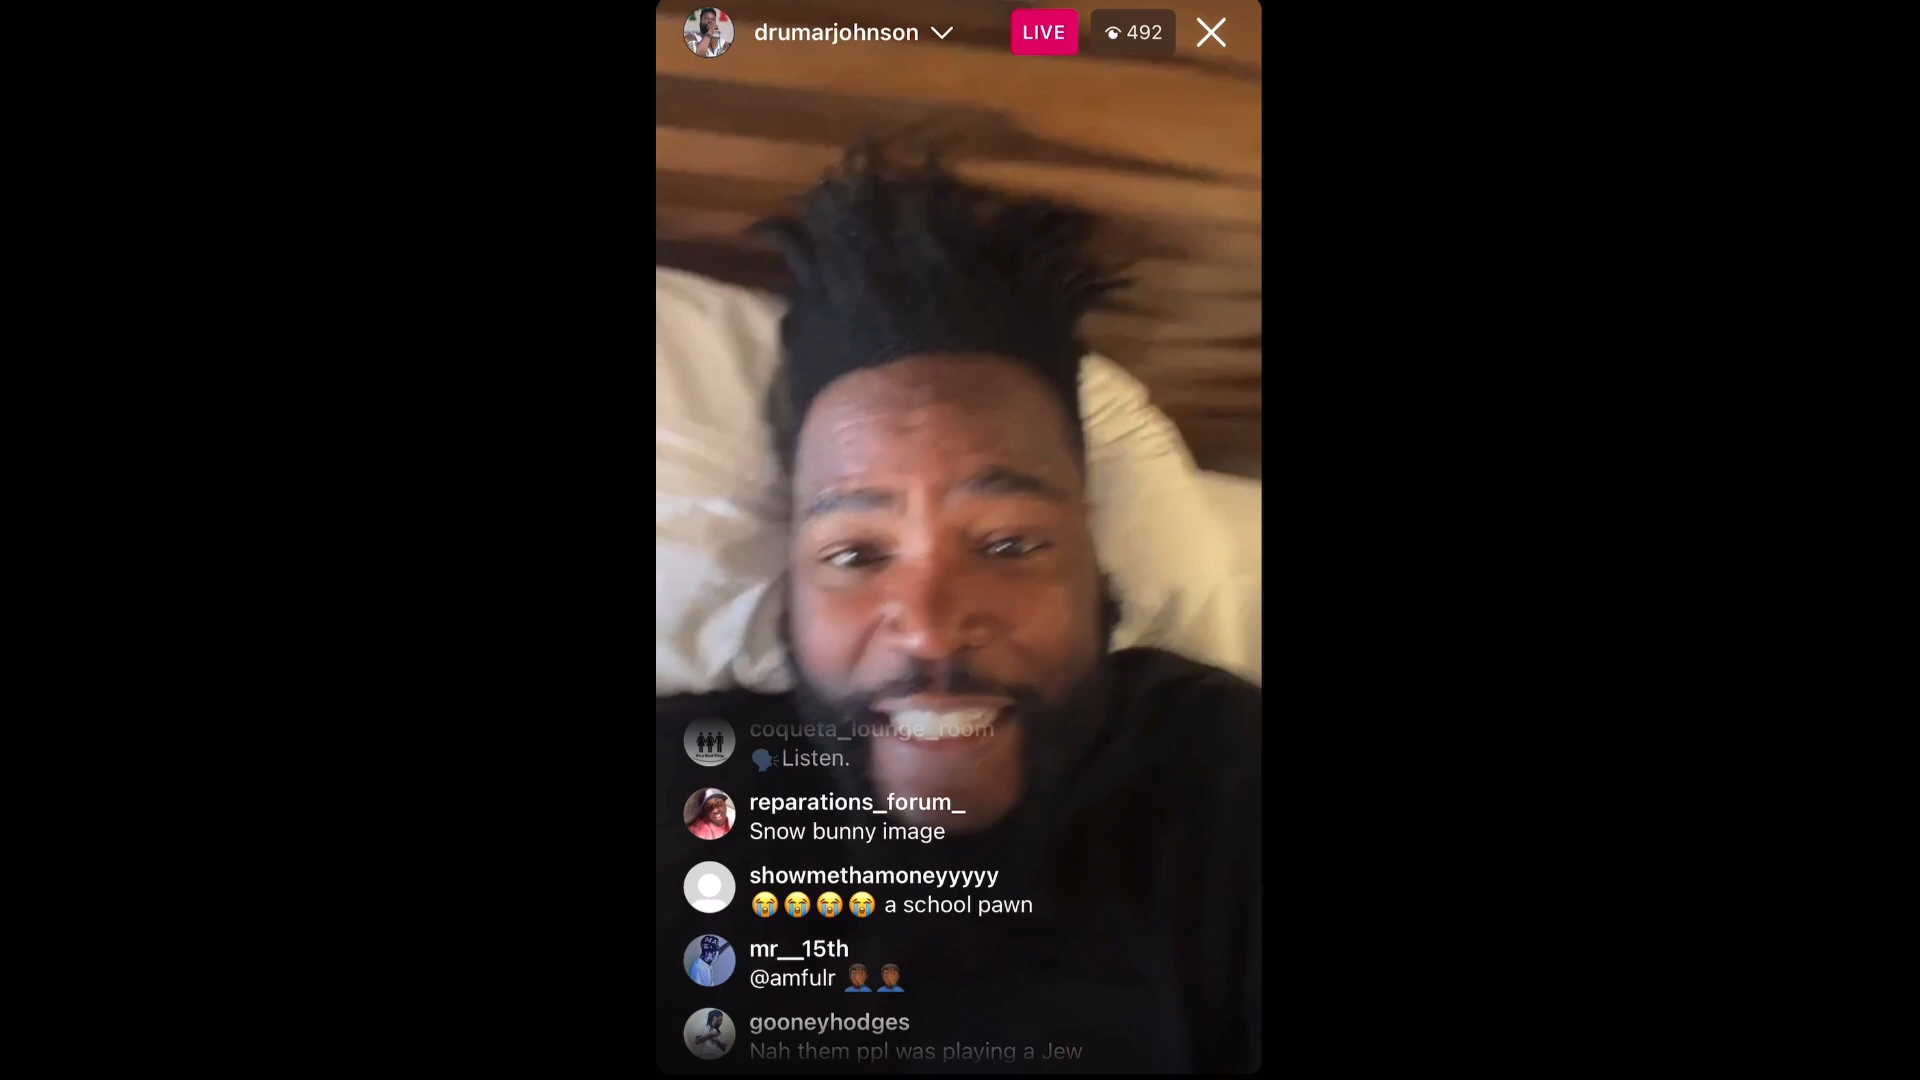 drumarjohnson
LIVE
492
coqueta_lounge_room
🗣Listen.
reparations_forum_
Snow bunny image
showmethamoneyyyyy
😭😭😭😭 a school pawn
mr__15th
@amfulr 🤦🏾‍♂️🤦🏾‍♂️
gooneyhodges
Nah them ppl was playing a Jew